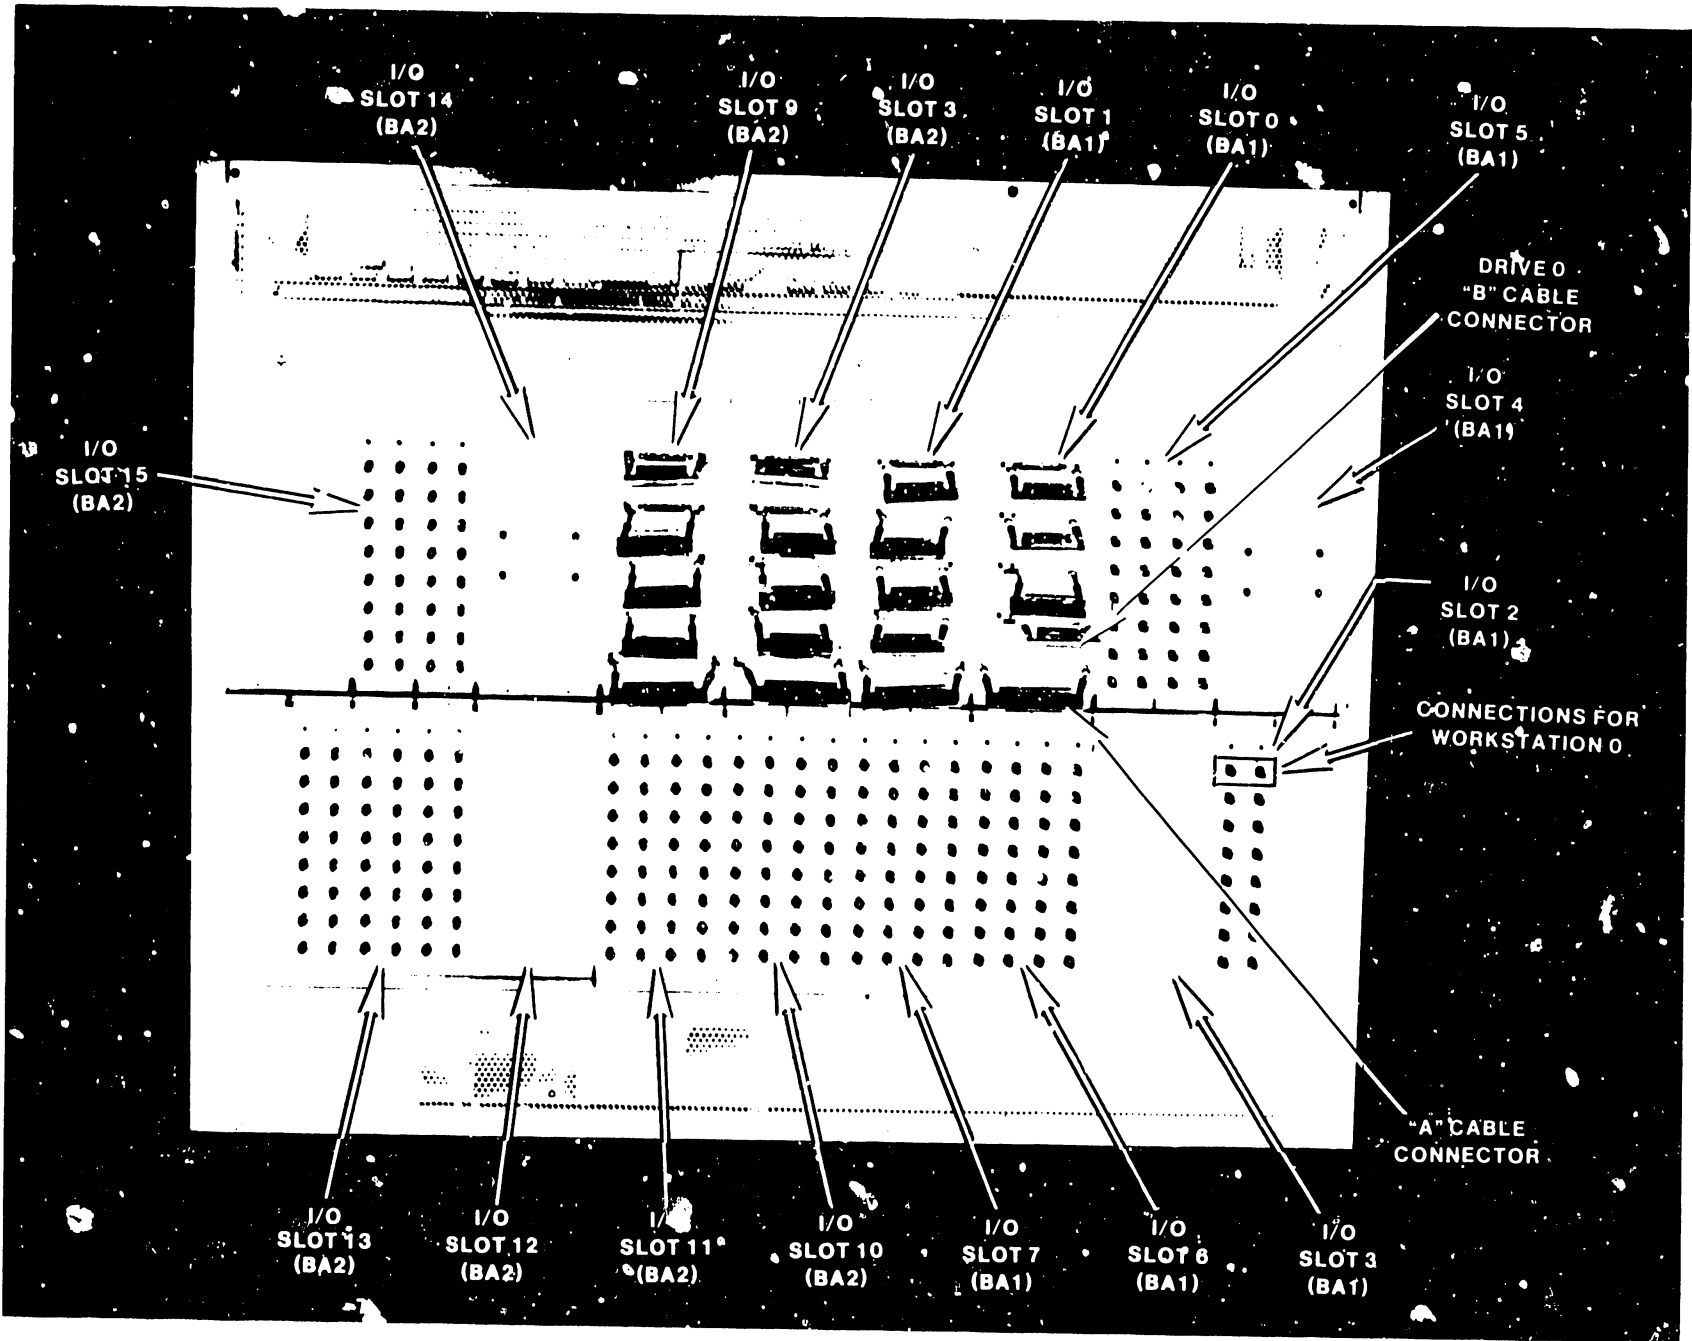 I/O
SLOT 14
(BA2)
I/O
SLOT 9
(BA2)
I/O
SLOT 3
(BA2)
I/O
SLOT 1
(BA1)
I/O
SLOT 0
(BA1)
I/O
SLOT 5
(BA1)
DRIVE 0
"B" CABLE
CONNECTOR
I/O
SLOT 4
(BA1)
I/O
SLOT 15
(BA2)
I/O
SLOT 2
(BA1)
CONNECTIONS FOR
WORKSTATION 0
"A" CABLE
CONNECTOR
I/O
SLOT 13
(BA2)
I/O
SLOT 12
(BA2)
I/O
SLOT 11
(BA2)
I/O
SLOT 10
(BA2)
I/O
SLOT 7
(BA1)
I/O
SLOT 6
(BA1)
I/O
SLOT 3
(BA1)